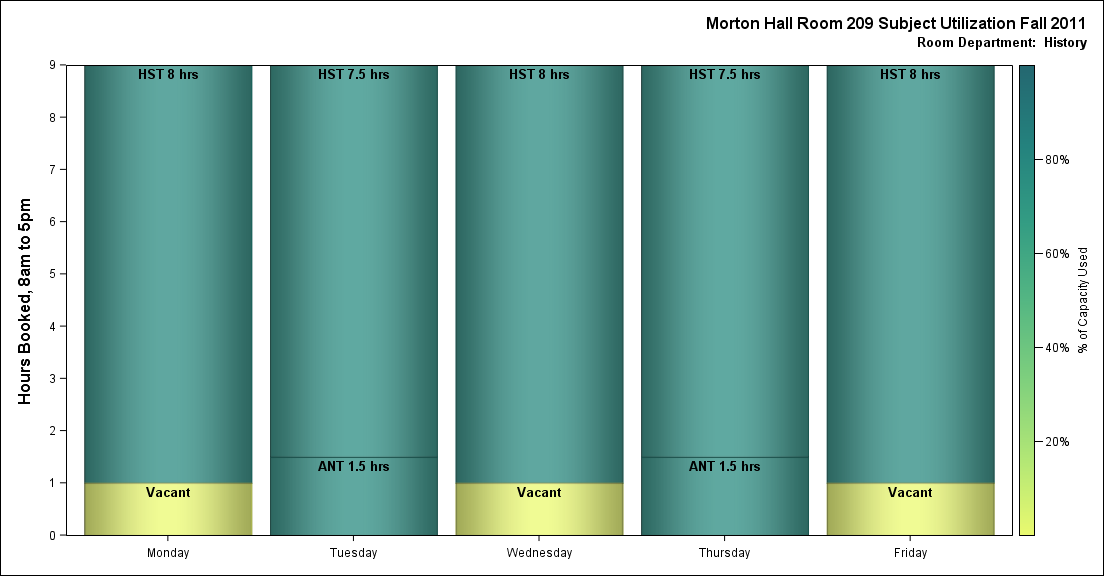 Morton Hall Room 209 Subject Utilization Fall 2011
Room Department:  History
Hours Booked, 8am to 5pm
9
8
7
6
5
4
3
2
1
0
HST 8 hrs
HST 7.5 hrs
HST 8 hrs
HST 7.5 hrs
HST 8 hrs
ANT 1.5 hrs
ANT 1.5 hrs
Vacant
Vacant
Vacant
Monday
Tuesday
Wednesday
Thursday
Friday
80%
60%
40%
20%
% of Capacity Used